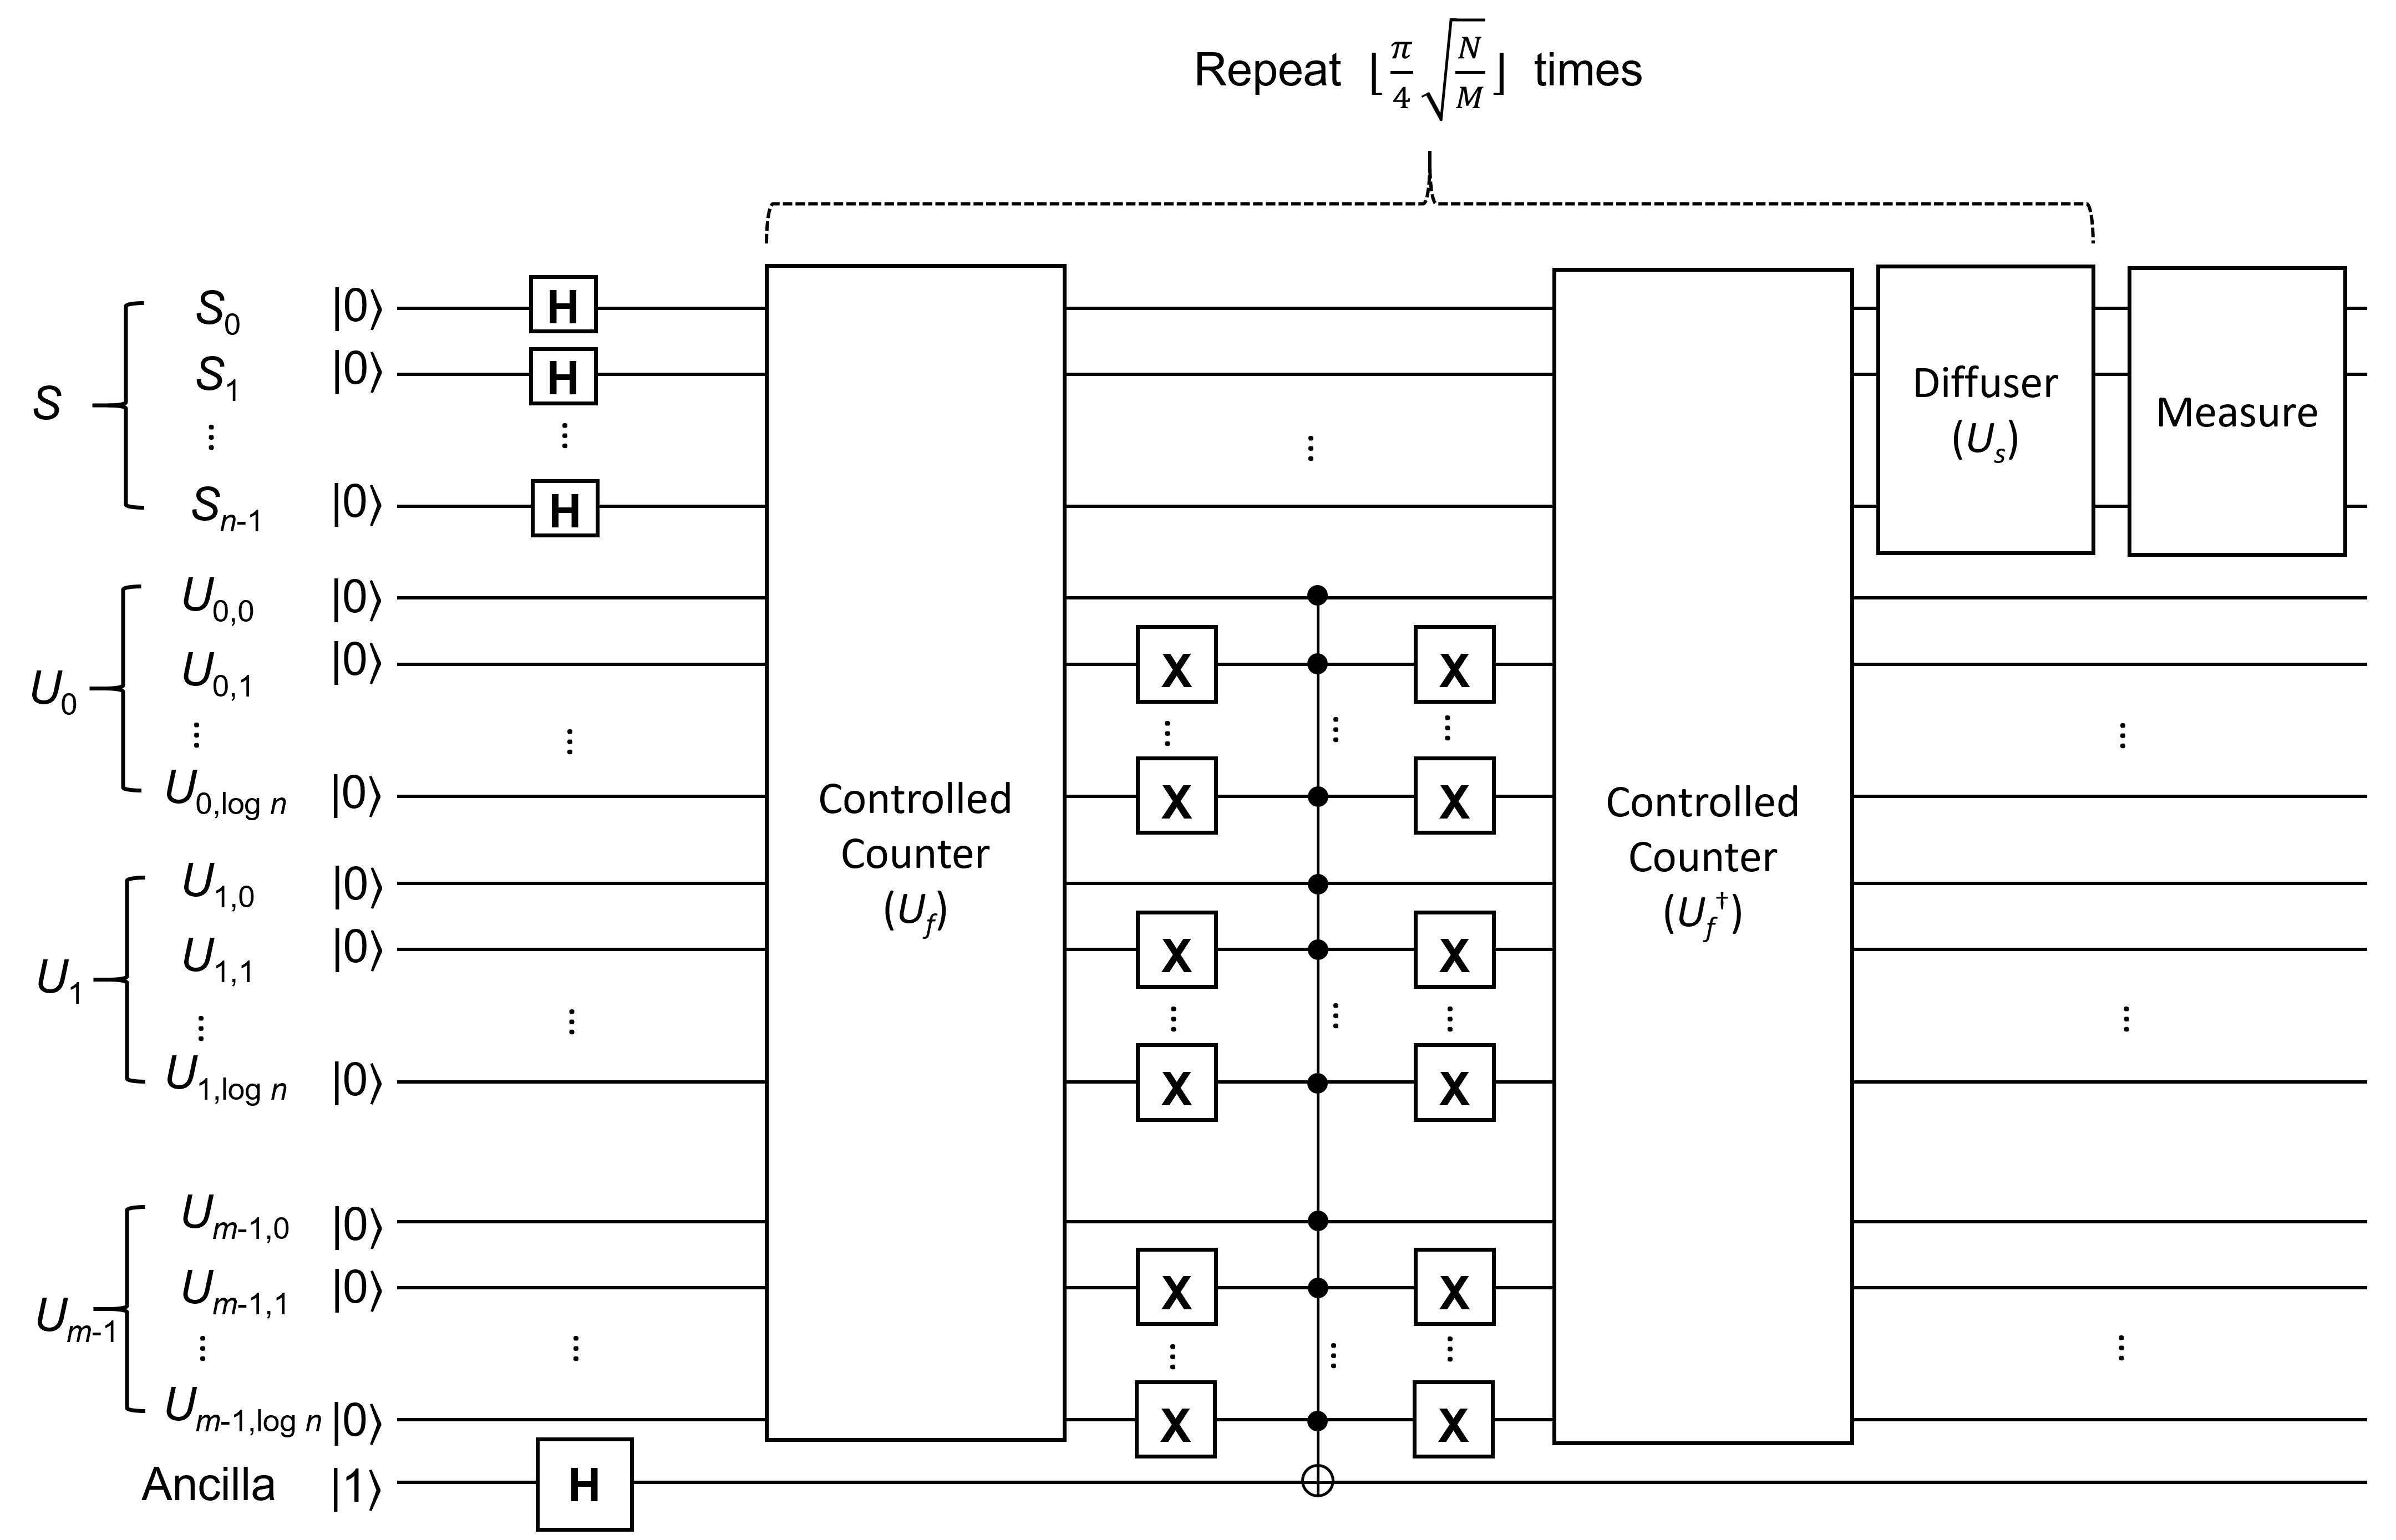 Repeat ⌊π/4 √(N/M)⌋ times
S
S0 |0⟩ H
S1 |0⟩ H
⋮ ⋮ ⋮
Sn-1 |0⟩ H
Diffuser
(Us)
Measure
U0
U0,0 |0⟩
U0,1 |0⟩ X X
⋮ ⋮ ⋮ ⋮ ⋮ ⋮
U0,log n |0⟩ X X
Controlled
Counter
(Uf)
Controlled
Counter
(Uf†)
U1
U1,0 |0⟩
U1,1 |0⟩ X X
⋮ ⋮ ⋮ ⋮ ⋮ ⋮
U1,log n |0⟩ X X
Um-1
Um-1,0 |0⟩
Um-1,1 |0⟩ X X
⋮ ⋮ ⋮ ⋮ ⋮ ⋮
Um-1,log n |0⟩ X X
Ancilla |1⟩ H